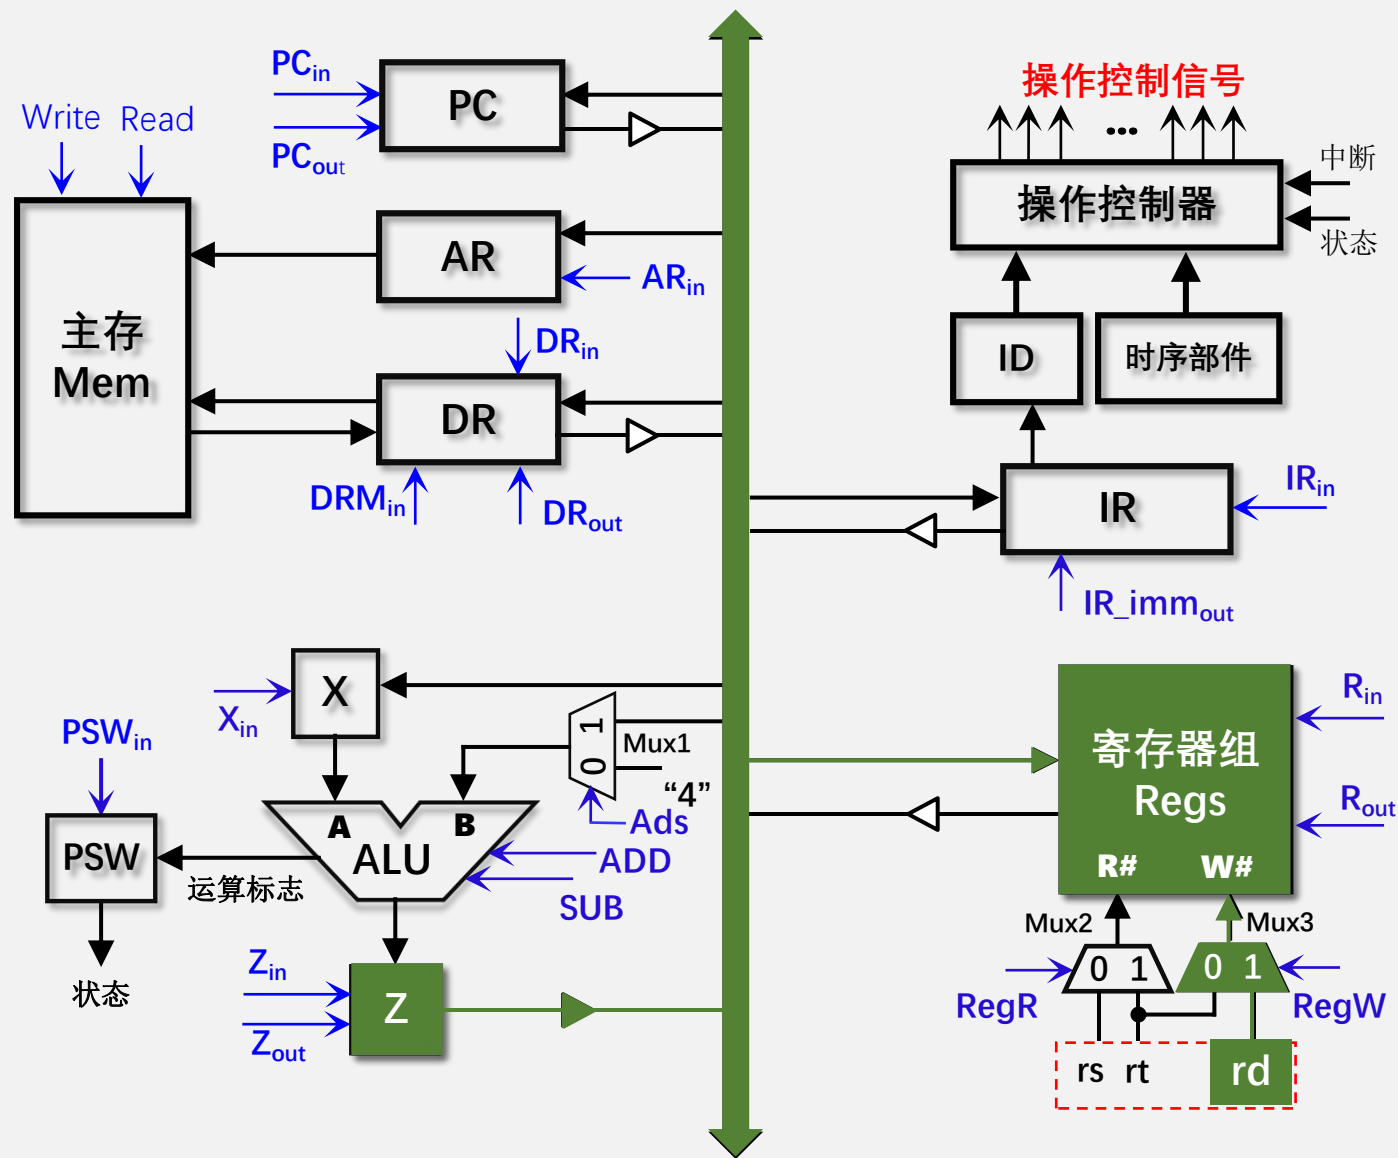 PCin
PC
PCout
Write
Read
操作控制信号
•••
中断
操作控制器
状态
AR
ARin
主存
Mem
DRin
DR
DRMin
DRout
ID
时序部件
IR
IRin
IR_immout
X
Xin
PSWin
1
0
Mux1
“4”
Ads
A
B
ALU
ADD
SUB
PSW
运算标志
状态
Zin
Z
Zout
寄存器组
Regs
R# W#
Rin
Rout
Mux2
Mux3
0 1
0 1
RegR
RegW
rs rt rd